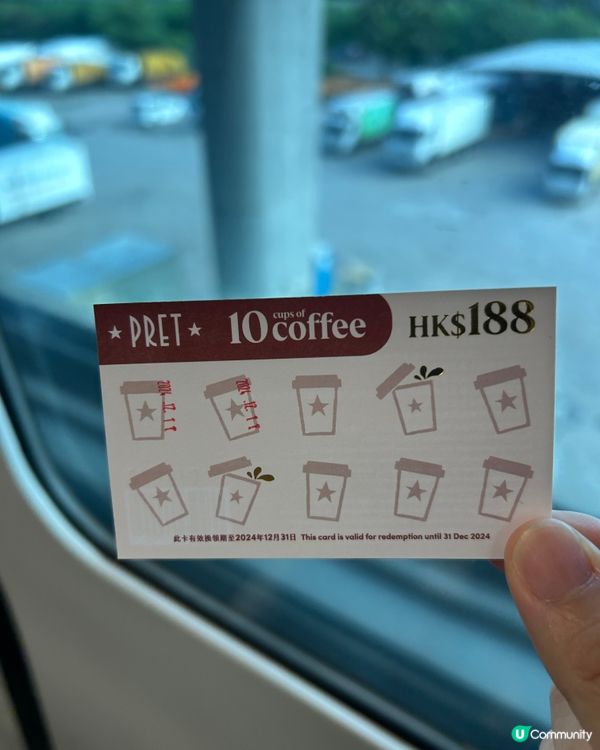 ★ PRET ★
10 cups of coffee
HK$188
此卡有效換領期至2024年12月31日 This card is valid for redemption until 31 Dec 2024
U Community